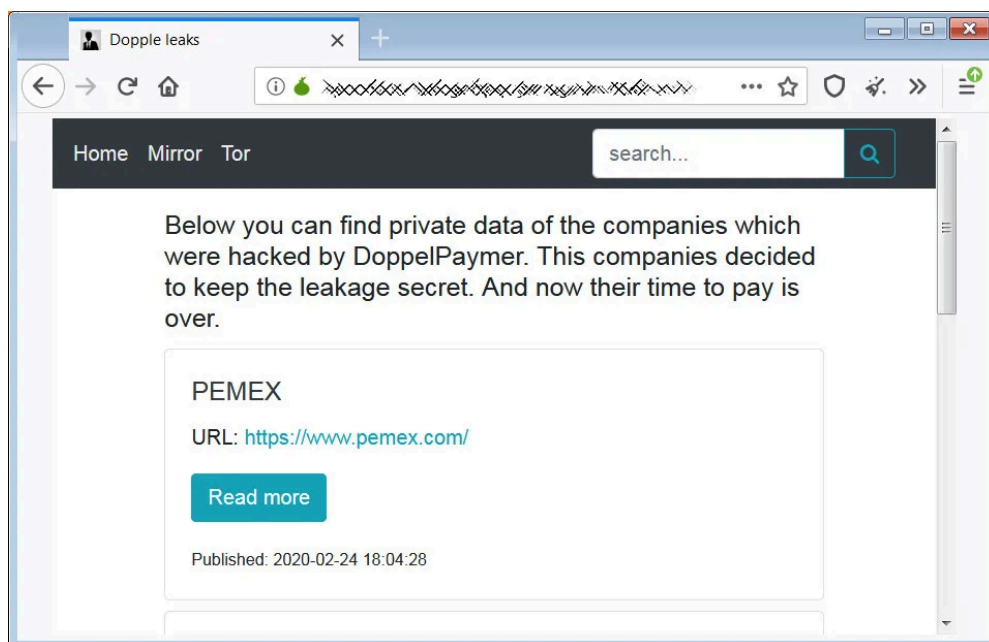 Dopple leaks
Home Mirror Tor search...
Below you can find private data of the companies which
were hacked by DoppelPaymer. This companies decided
to keep the leakage secret. And now their time to pay is
over.
PEMEX
URL: https://www.pemex.com/
Read more
Published: 2020-02-24 18:04:28